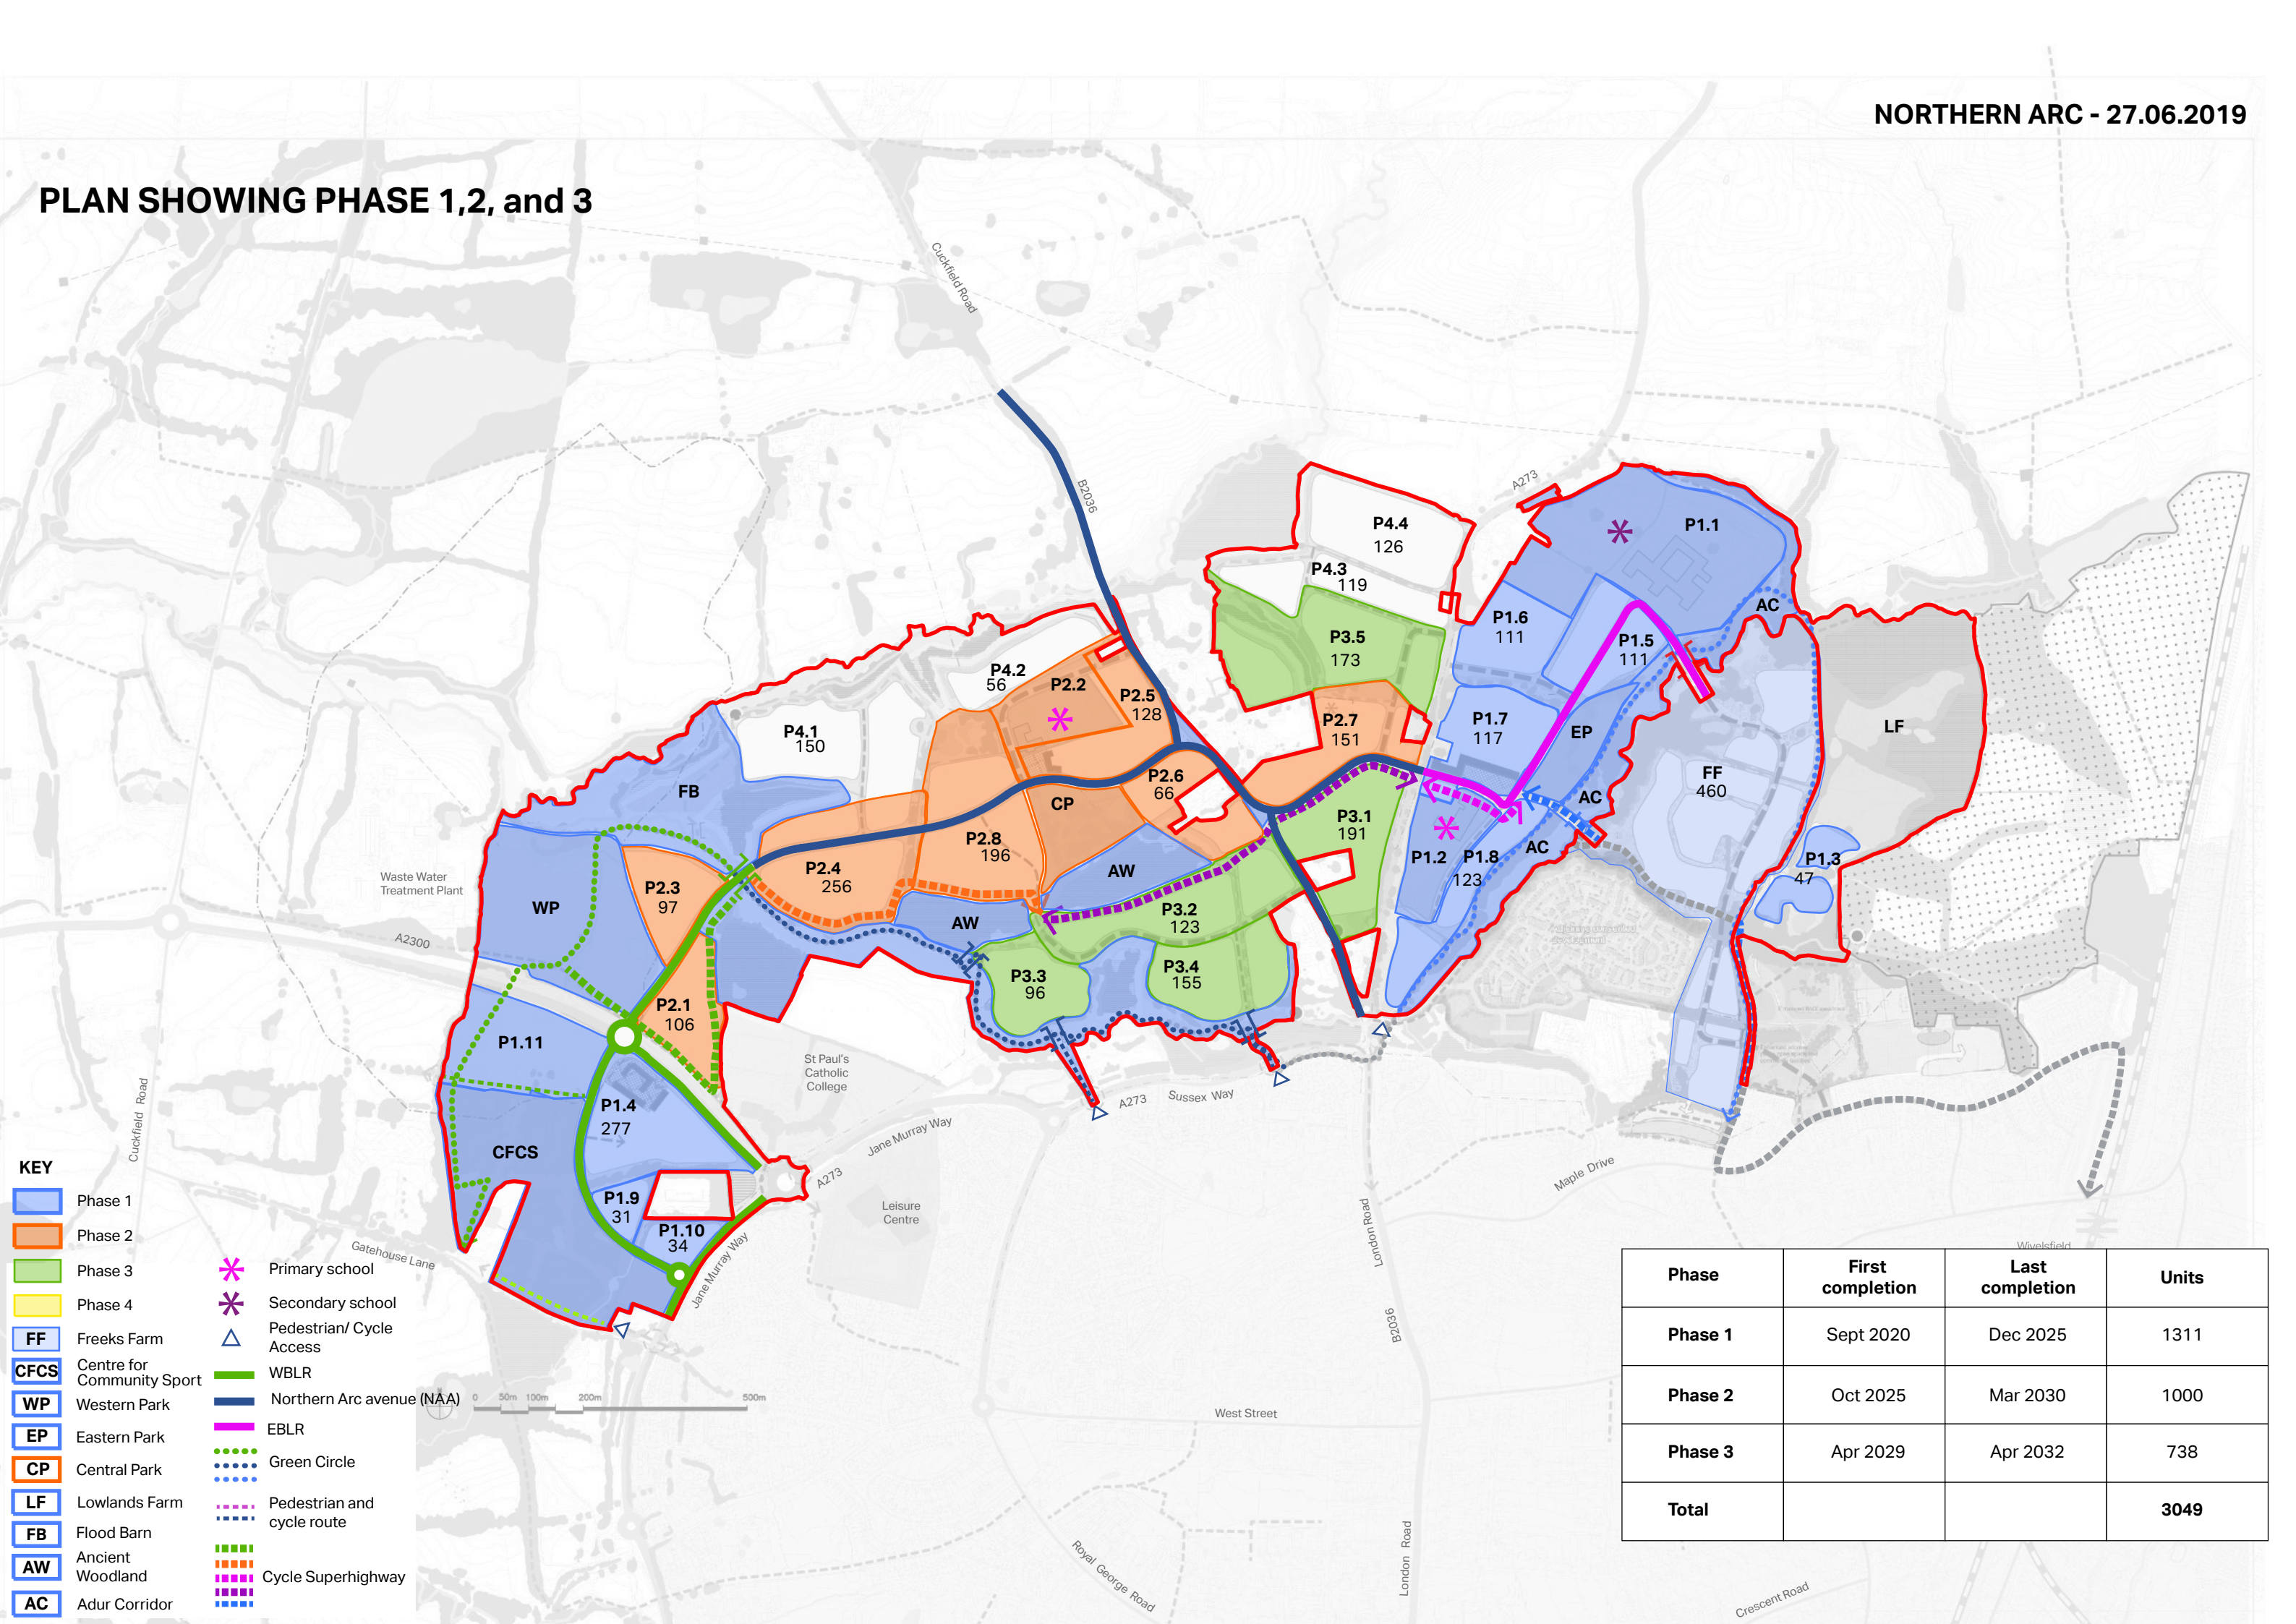 NORTHERN ARC - 27.06.2019
PLAN SHOWING PHASE 1,2, and 3
Cuckfield Road
B2036
A273
P4.4
126
P4.3
119
P1.1
AC
P1.6
111
P1.5
111
P3.5
173
P4.2
56
P2.2
P2.5
128
P2.7
151
P1.7
117
EP
LF
P4.1
150
FB
P2.6
66
CP
FF
460
AC
P3.1
191
P2.8
196
P2.4
256
P1.2
P1.8
123
AC
P1.3
47
AW
Waste Water
Treatment Plant
P2.3
97
WP
AW
P3.2
123
A2300
P3.3
96
P3.4
155
P2.1
106
P1.11
St Paul's
Catholic
College
A273
Sussex Way
Jane Murray Way
P1.4
277
CFCS
Cuckfield Road
A273
Maple Drive
P1.9
31
P1.10
34
Leisure
Centre
Jane Murray Way
Gatehouse Lane
London Road
B2036
Wivelsfield
West Street
Royal George Road
London Road
Crescent Road
0 50m 100m 200m 500m
KEY
Phase 1
Phase 2
Phase 3
Phase 4
FF Freeks Farm
CFCS Centre for
Community Sport
WP Western Park
EP Eastern Park
CP Central Park
LF Lowlands Farm
FB Flood Barn
AW Ancient
Woodland
AC Adur Corridor
Primary school
Secondary school
Pedestrian/ Cycle
Access
WBLR
Northern Arc avenue (NAA)
EBLR
Green Circle
Pedestrian and
cycle route
Cycle Superhighway
Phase First completion Last completion Units
Phase 1 Sept 2020 Dec 2025 1311
Phase 2 Oct 2025 Mar 2030 1000
Phase 3 Apr 2029 Apr 2032 738
Total 3049